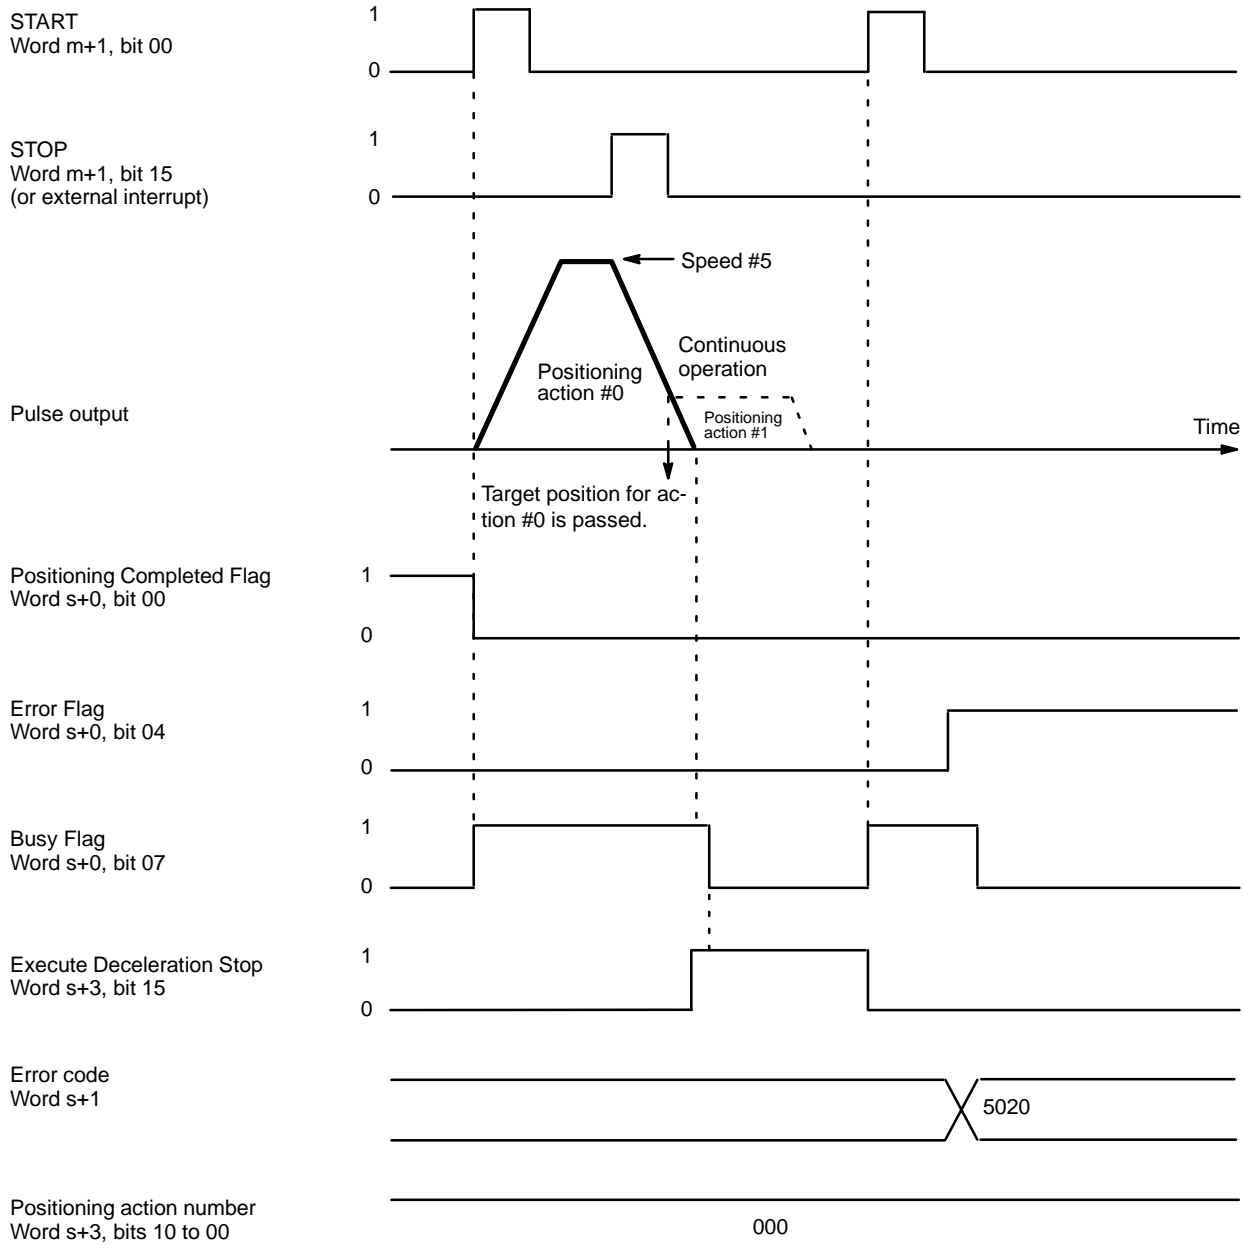 START
Word m+1, bit 00
1
0
STOP
Word m+1, bit 15
(or external interrupt)
1
0
Speed #5
Continuous
operation
Positioning
action #0
Positioning
action #1
Pulse output
Time
Target position for ac-
tion #0 is passed.
Positioning Completed Flag
Word s+0, bit 00
1
0
Error Flag
Word s+0, bit 04
1
0
Busy Flag
Word s+0, bit 07
1
0
Execute Deceleration Stop
Word s+3, bit 15
1
0
Error code
Word s+1
5020
Positioning action number
Word s+3, bits 10 to 00
000